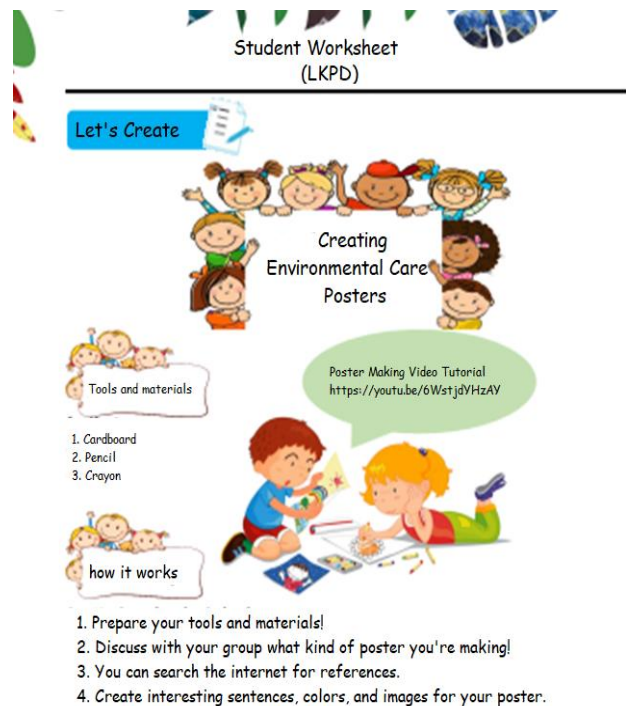 Student Worksheet
(LKPD)
Let's Create
Creating
Environmental Care
Posters
Poster Making Video Tutorial
https://youtu.be/6WstjdYHzAY
Tools and materials
1. Cardboard
2. Pencil
3. Crayon
how it works
1. Prepare your tools and materials!
2. Discuss with your group what kind of poster you're making!
3. You can search the internet for references.
4. Create interesting sentences, colors, and images for your poster.